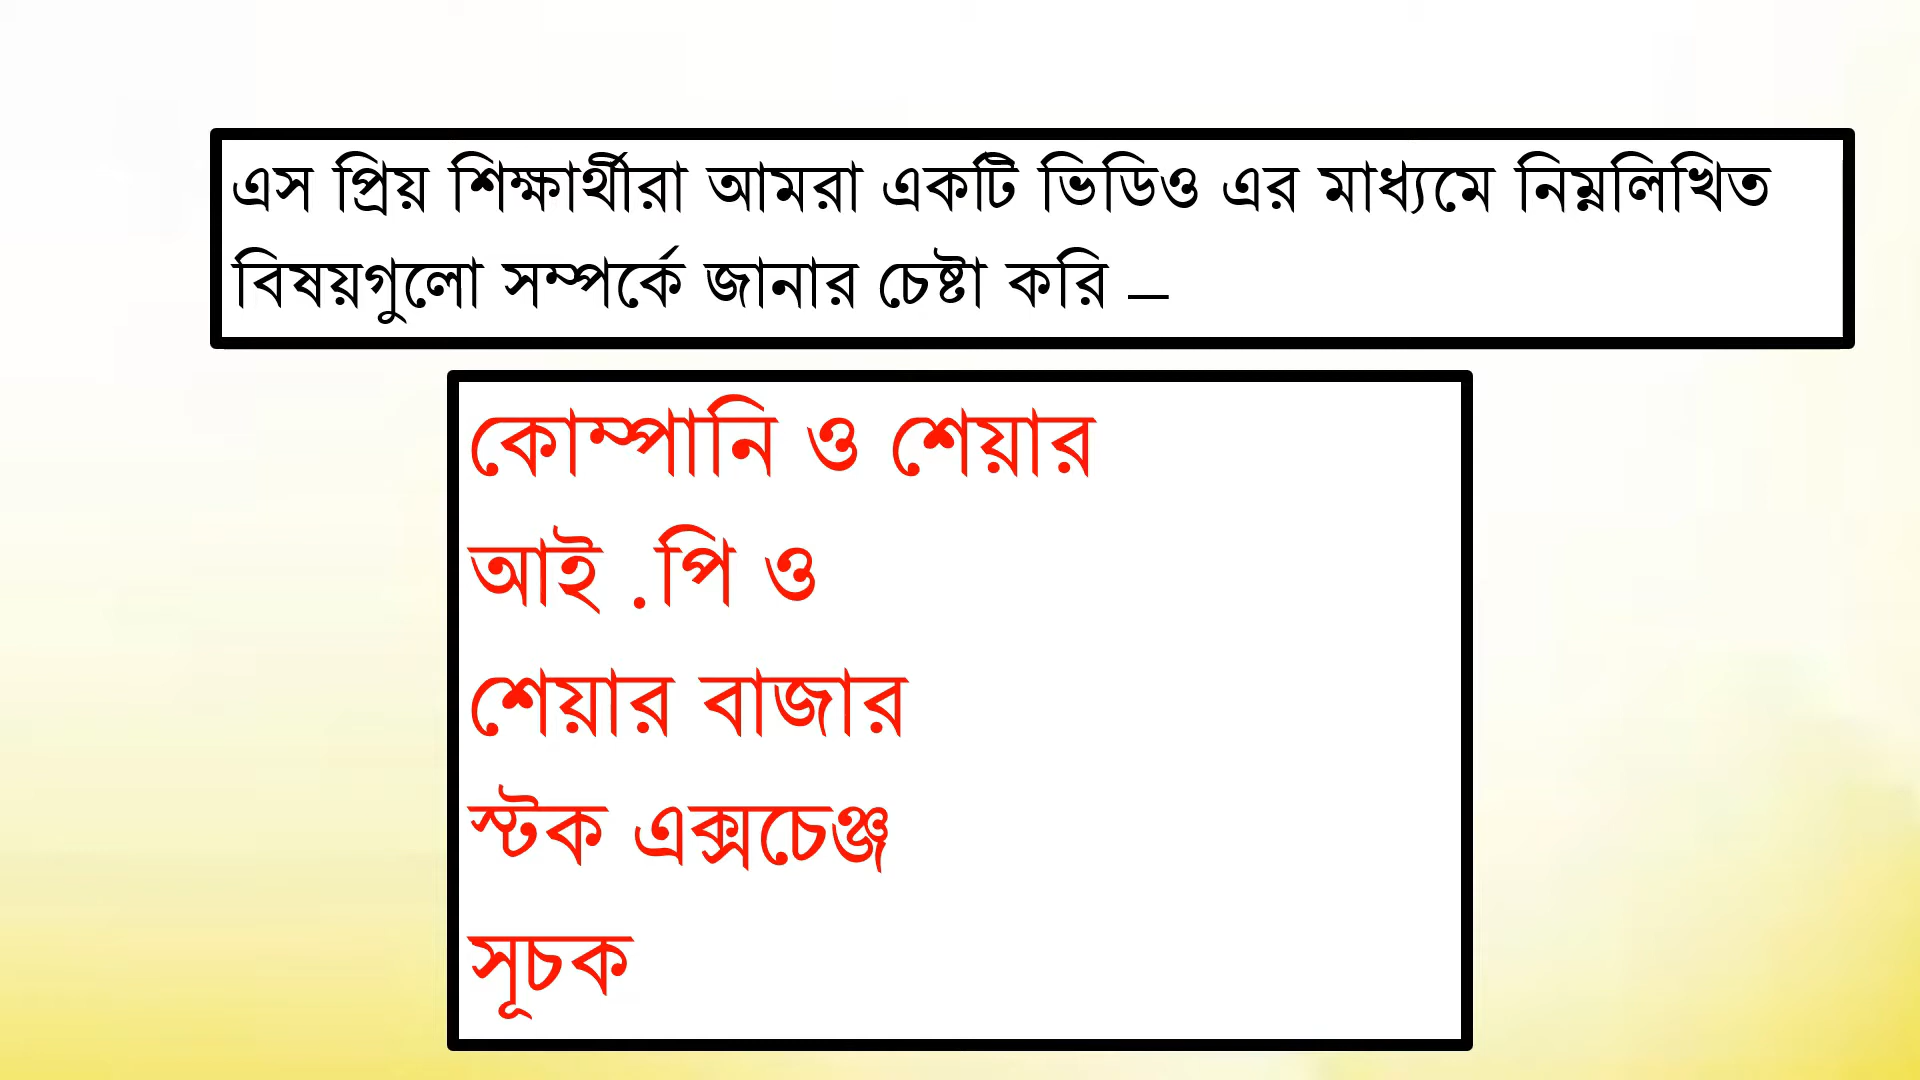 এস প্রিয় শিক্ষার্থীরা আমরা একটি ভিডিও এর মাধ্যমে নিম্নলিখিত
বিষয়গুলো সম্পর্কে জানার চেষ্টা করি –
কোম্পানি ও শেয়ার
আই .পি ও
শেয়ার বাজার
স্টক এক্সচেঞ্জ
সূচক